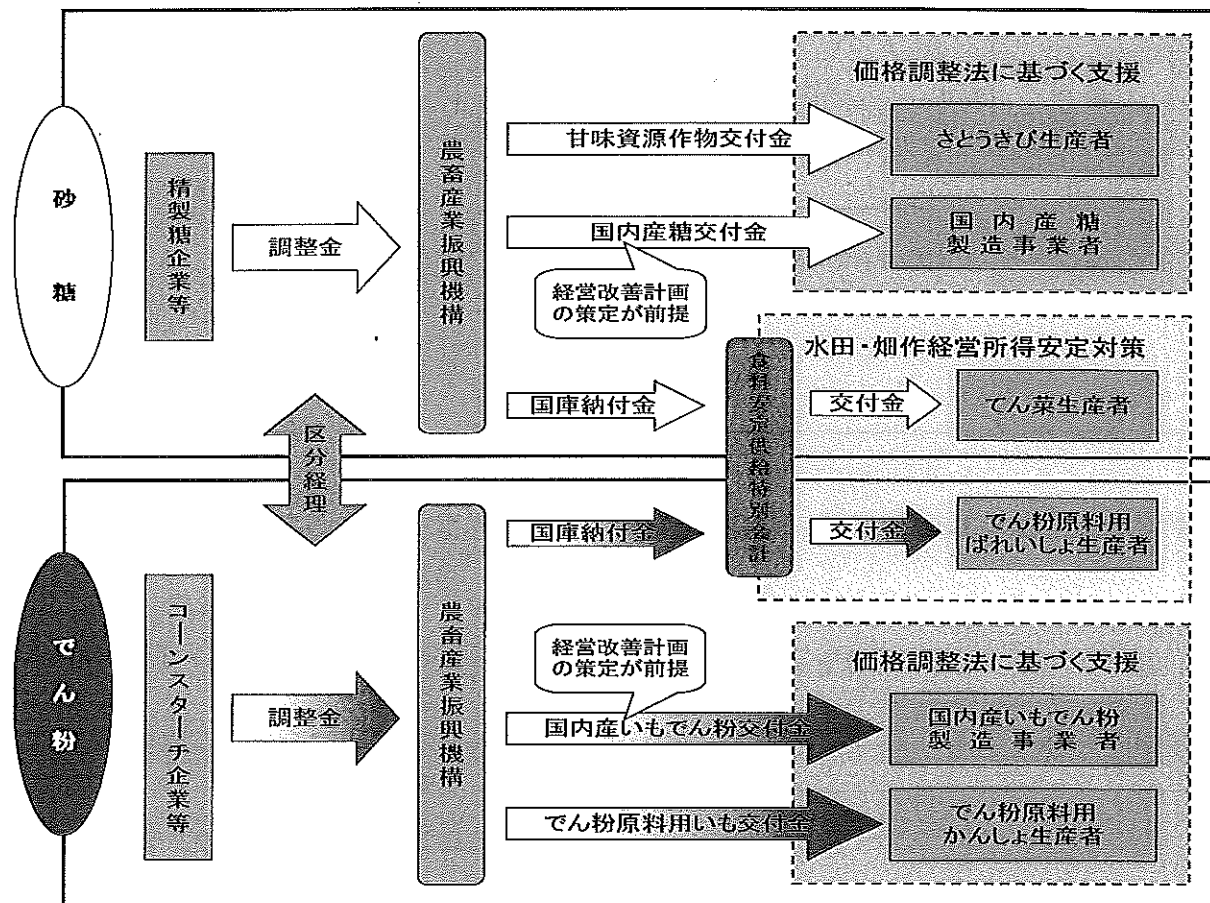 砂糖
精製糖企業等
調整金
農畜産業振興機構
価格調整法に基づく支援
甘味資源作物交付金
さとうきび生産者
国内産糖交付金
国内産糖
製造事業者
経営改善計画
の策定が前提
水田・畑作経営所得安定対策
国庫納付金
食料安定供給特別会計
交付金
てん菜生産者
区分経理
でん粉
コーンスターチ企業等
調整金
農畜産業振興機構
国庫納付金
交付金
でん粉原料用
ばれいしょ生産者
経営改善計画
の策定が前提
価格調整法に基づく支援
国内産いもでん粉交付金
国内産いもでん粉
製造事業者
でん粉原料用いも交付金
でん粉原料用
かんしょ生産者